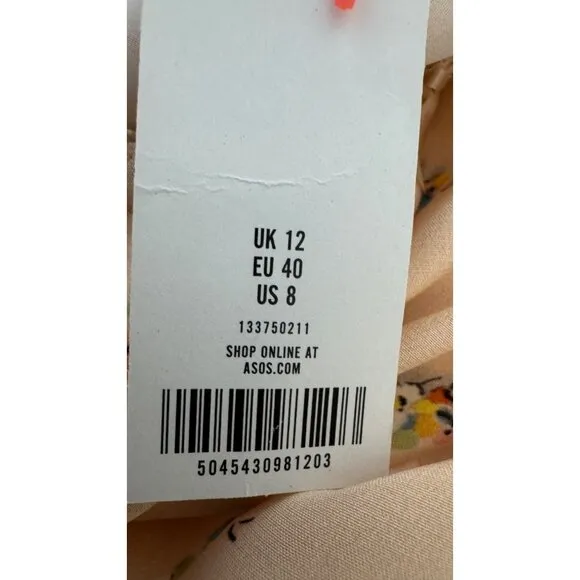 UK 12
EU 40
US 8
133750211
SHOP ONLINE AT
ASOS.COM
5045430981203